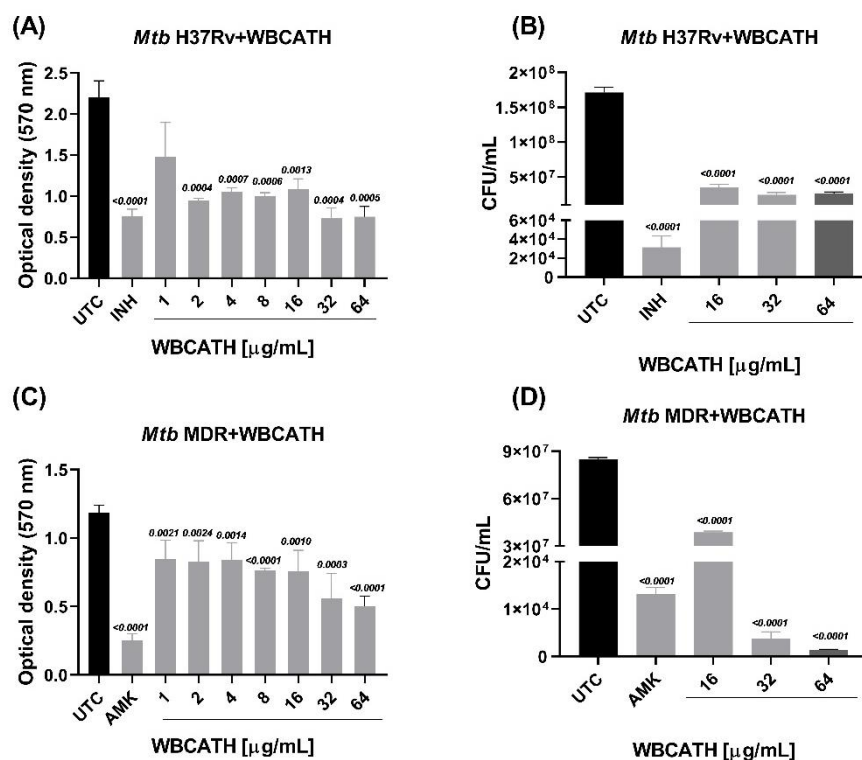 (A)
Mtb H37Rv+WBCATH
Optical density (570 nm)
2.5
2.0
1.5
1.0
0.5
0.0
<0.0001
0.0004
0.0007
0.0006
0.0013
0.0004
0.0005
UTC INH 1 2 4 8 16 32 64
WBCATH [µg/mL]
(B)
Mtb H37Rv+WBCATH
CFU/mL
2×10⁸
1.5×10⁸
5×10⁷
6×10⁴
4×10⁴
2×10⁴
0
<0.0001
<0.0001
<0.0001
<0.0001
UTC INH 16 32 64
WBCATH [µg/mL]
(C)
Mtb MDR+WBCATH
Optical density (570 nm)
1.5
1.0
0.5
0.0
<0.0001
0.0021
0.0024
0.0014
<0.0001
0.0010
0.0003
<0.0001
UTC AMK 1 2 4 8 16 32 64
WBCATH [µg/mL]
(D)
Mtb MDR+WBCATH
CFU/mL
9×10⁷
6×10⁷
3×10⁷
2×10⁴
1×10⁴
0
<0.0001
<0.0001
<0.0001
<0.0001
UTC AMK 16 32 64
WBCATH [µg/mL]